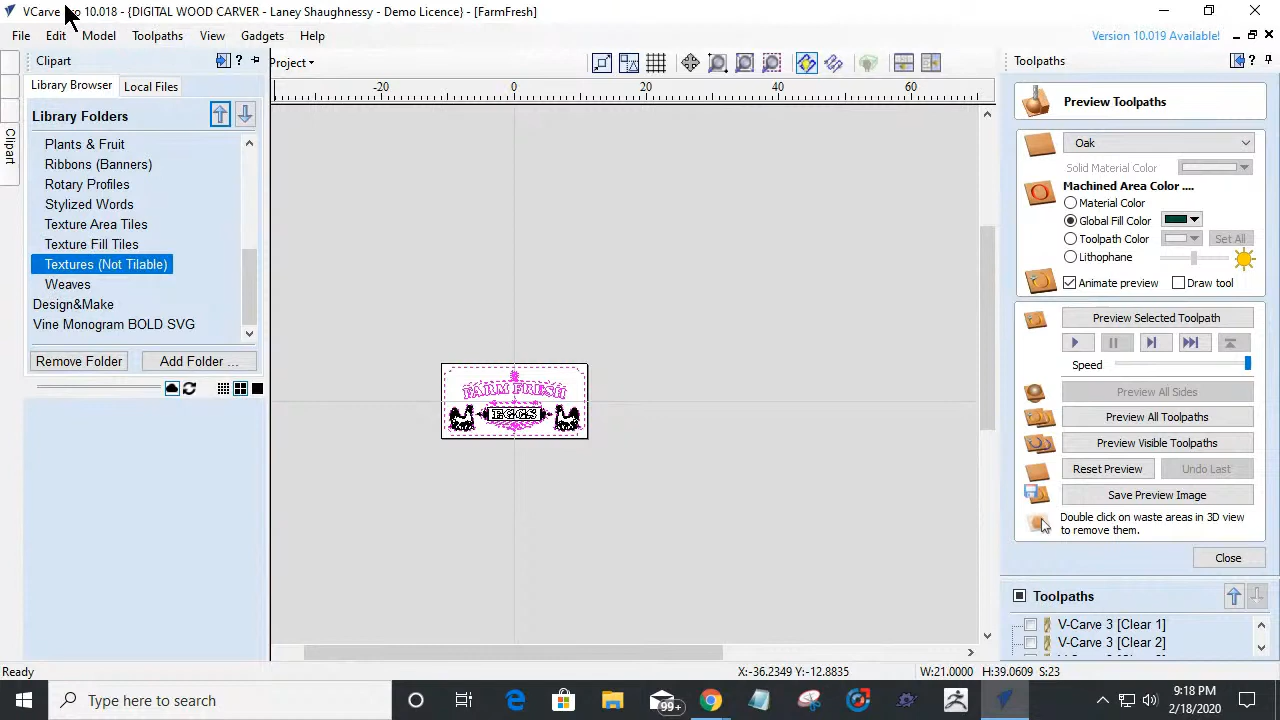 VCarve Pro 10.018 - {DIGITAL WOOD CARVER - Laney Shaughnessy - Demo Licence} - [FarmFresh]
File Edit Model Toolpaths View Gadgets Help
Version 10.019 Available!
Clipart
Library Browser Local Files
Library Folders
Plants & Fruit
Ribbons (Banners)
Rotary Profiles
Stylized Words
Texture Area Tiles
Texture Fill Tiles
Textures (Not Tilable)
Weaves
Design&Make
Vine Monogram BOLD SVG
Remove Folder Add Folder ...
Clipart
Project
-20 0 20 40 60
FARM FRESH
EGGS
Toolpaths
Preview Toolpaths
Oak
Solid Material Color
Machined Area Color ....
Material Color
Global Fill Color
Toolpath Color Set All
Lithophane
Animate preview Draw tool
Preview Selected Toolpath
Speed
Preview All Sides
Preview All Toolpaths
Preview Visible Toolpaths
Reset Preview Undo Last
Save Preview Image
Double click on waste areas in 3D view
to remove them.
Close
Toolpaths
V-Carve 3 [Clear 1]
V-Carve 3 [Clear 2]
Ready
X:-36.2349 Y:-12.8835
W:21.0000 H:39.0609 S:23
Type here to search
99+
9:18 PM
2/18/2020